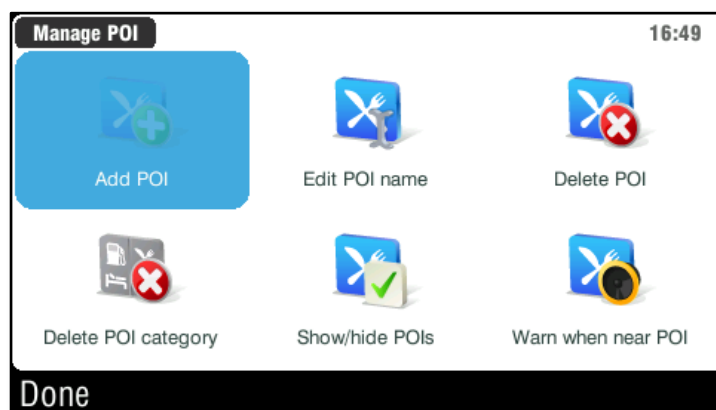 Manage POI 16:49
Add POI Edit POI name Delete POI
Delete POI category Show/hide POIs Warn when near POI
Done